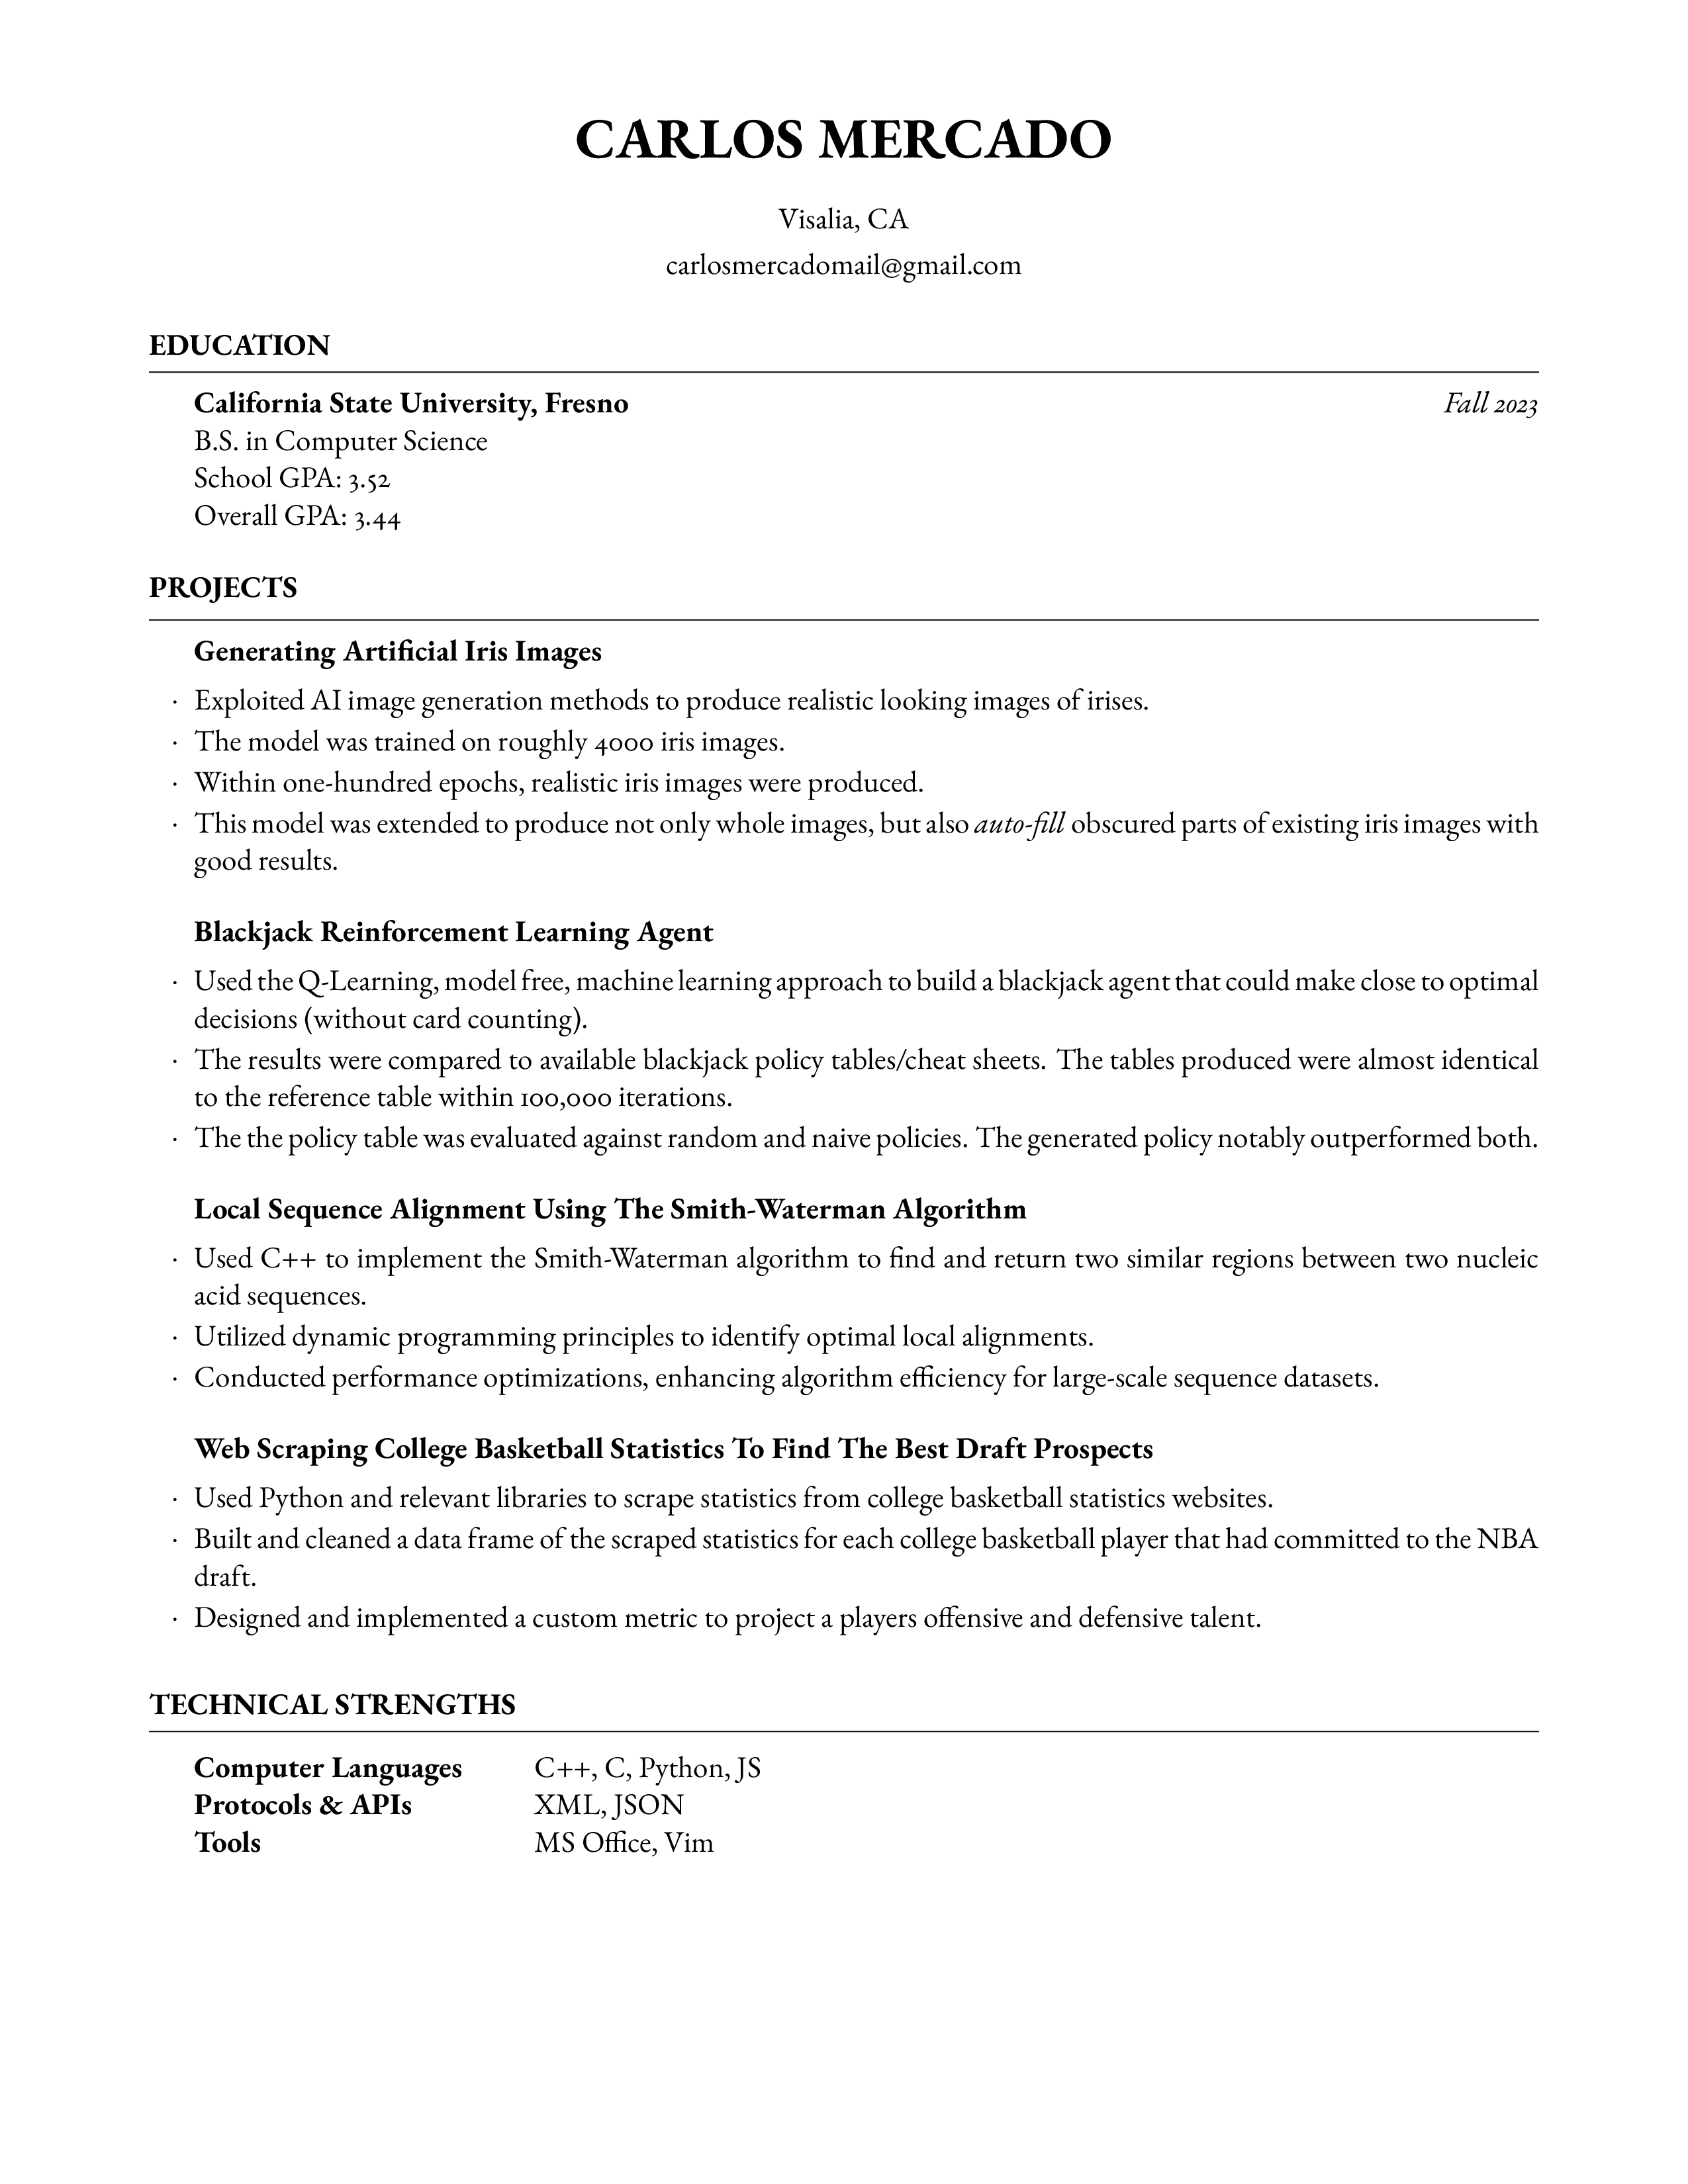 CARLOS MERCADO
Visalia, CA
carlosmercadomail@gmail.com
EDUCATION
California State University, Fresno Fall 2023
B.S. in Computer Science
School GPA: 3.52
Overall GPA: 3.44
PROJECTS
Generating Artificial Iris Images
· Exploited AI image generation methods to produce realistic looking images of irises.
· The model was trained on roughly 4000 iris images.
· Within one-hundred epochs, realistic iris images were produced.
· This model was extended to produce not only whole images, but also auto-fill obscured parts of existing iris images with
good results.
Blackjack Reinforcement Learning Agent
· Used the Q-Learning, model free, machine learning approach to build a blackjack agent that could make close to optimal
decisions (without card counting).
· The results were compared to available blackjack policy tables/cheat sheets. The tables produced were almost identical
to the reference table within 100,000 iterations.
· The the policy table was evaluated against random and naive policies. The generated policy notably outperformed both.
Local Sequence Alignment Using The Smith-Waterman Algorithm
· Used C++ to implement the Smith-Waterman algorithm to find and return two similar regions between two nucleic
acid sequences.
· Utilized dynamic programming principles to identify optimal local alignments.
· Conducted performance optimizations, enhancing algorithm efficiency for large-scale sequence datasets.
Web Scraping College Basketball Statistics To Find The Best Draft Prospects
· Used Python and relevant libraries to scrape statistics from college basketball statistics websites.
· Built and cleaned a data frame of the scraped statistics for each college basketball player that had committed to the NBA
draft.
· Designed and implemented a custom metric to project a players offensive and defensive talent.
TECHNICAL STRENGTHS
Computer Languages C++, C, Python, JS
Protocols & APIs XML, JSON
Tools MS Office, Vim